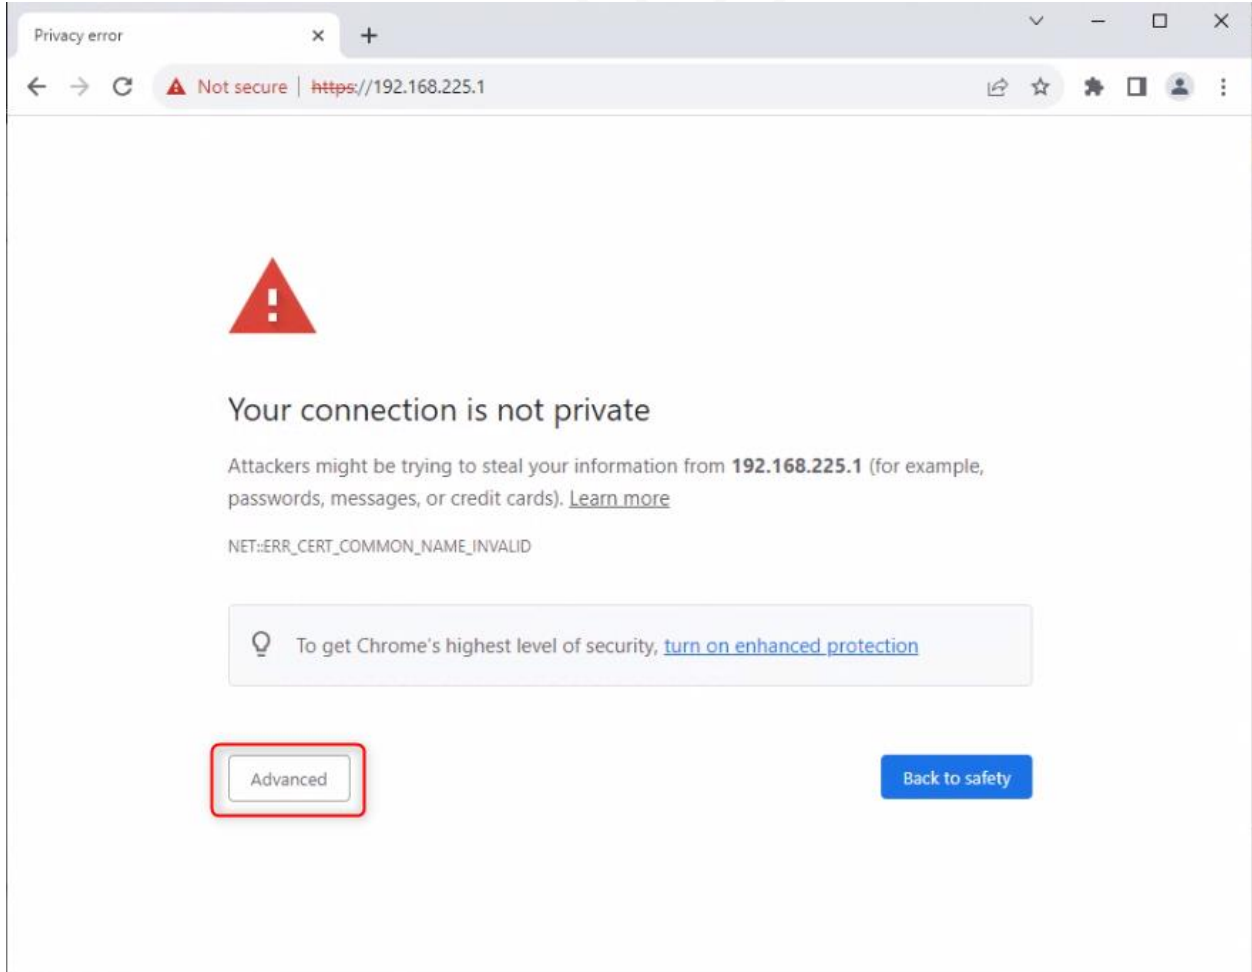 Privacy error
Not secure | https://192.168.225.1
Your connection is not private
Attackers might be trying to steal your information from 192.168.225.1 (for example,
passwords, messages, or credit cards). Learn more
NET::ERR_CERT_COMMON_NAME_INVALID
To get Chrome's highest level of security, turn on enhanced protection
Advanced
Back to safety